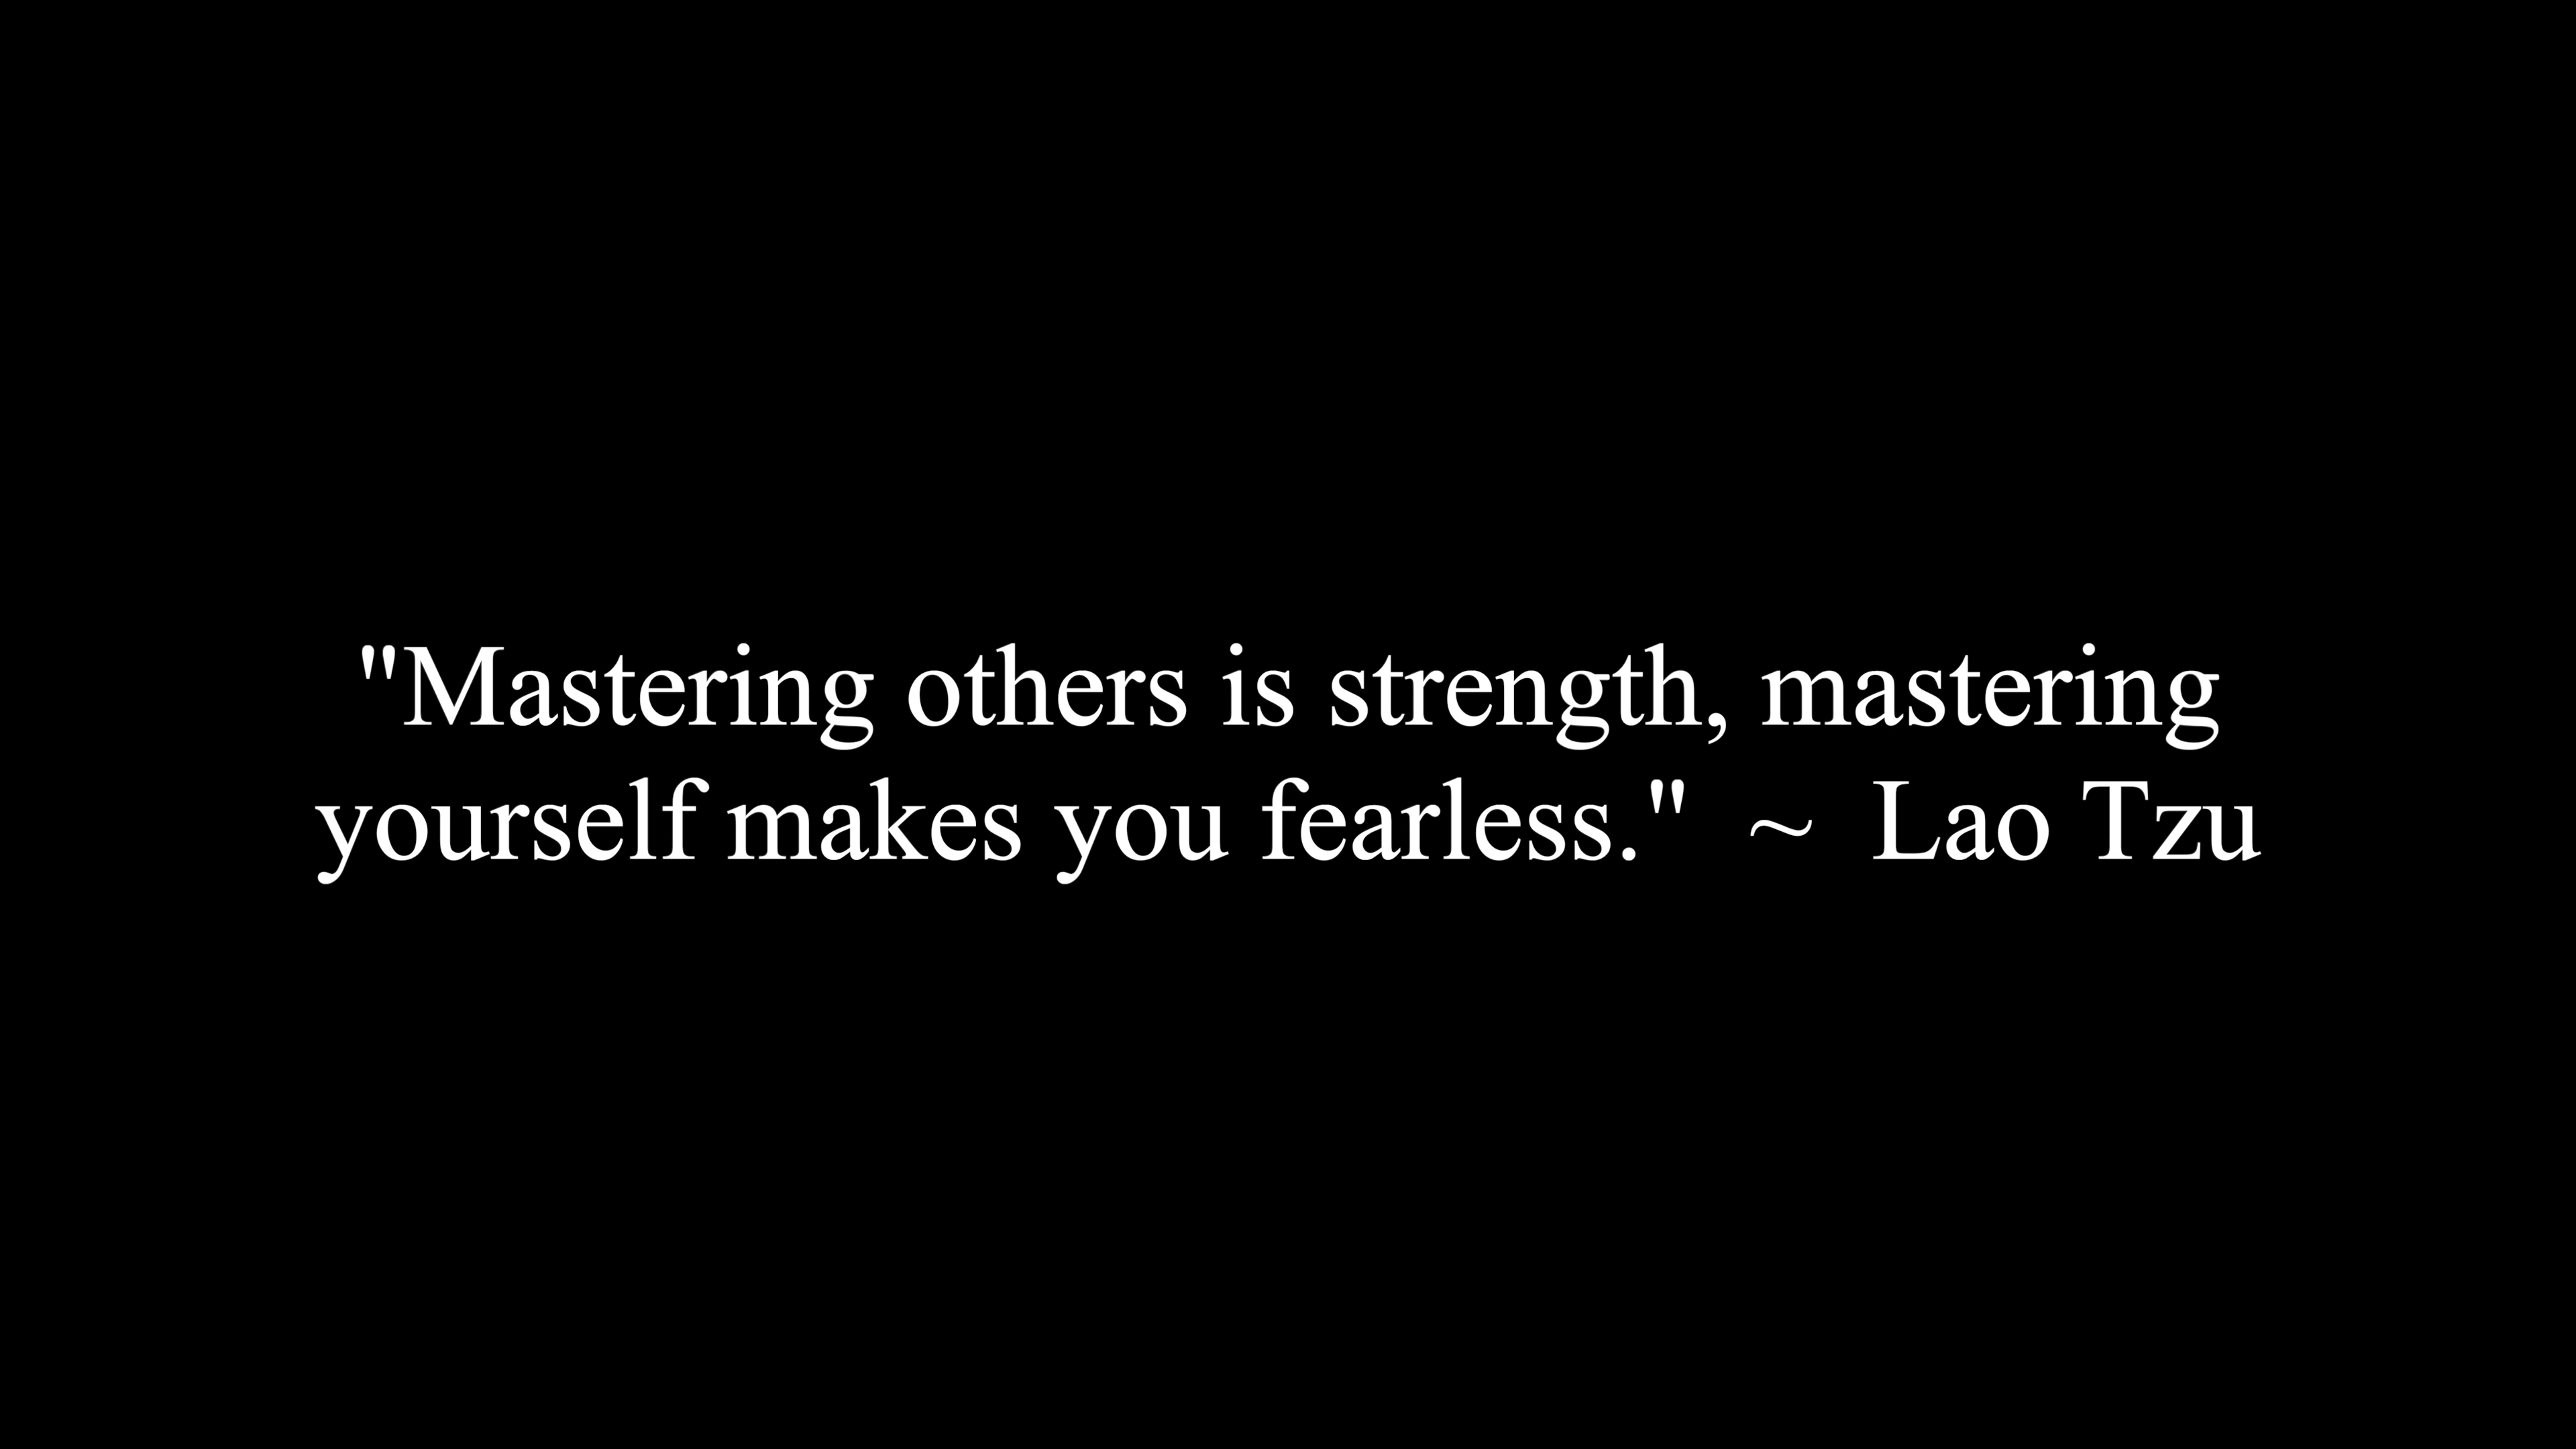 "Mastering others is strength, mastering
yourself makes you fearless."  ~  Lao Tzu